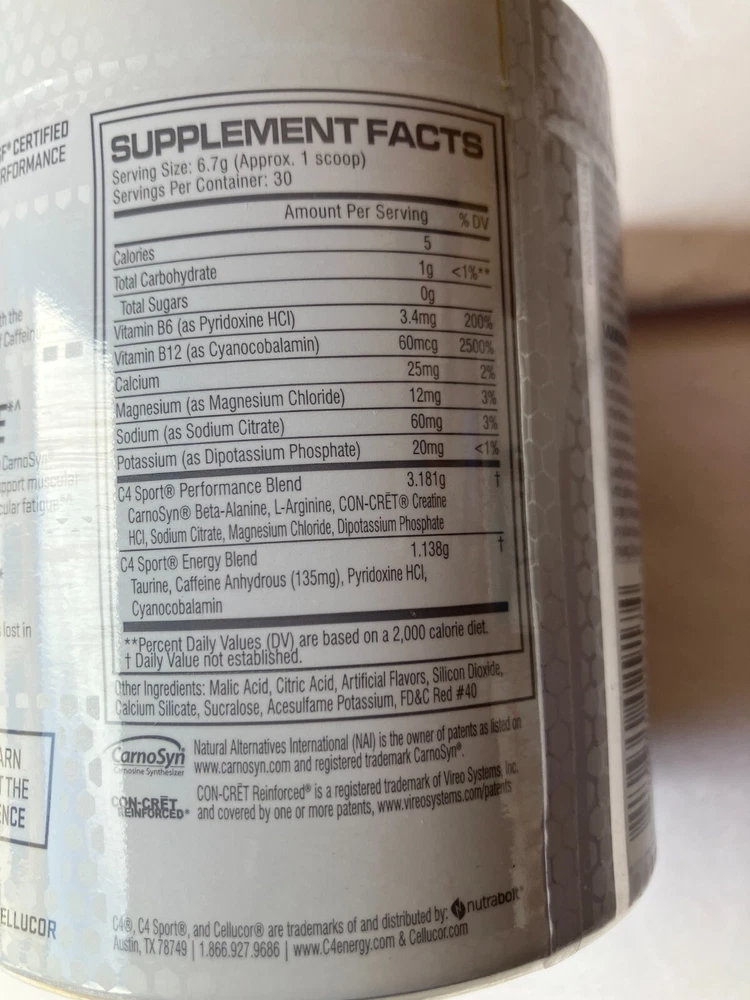 CERTIFIED
SUPPLEMENT FACTS
Serving Size: 6.7g (Approx. 1 scoop)
Servings Per Container: 30
Amount Per Serving % DV
Calories 5
Total Carbohydrate 1g <1%**
Total Sugars 0g
Vitamin B6 (as Pyridoxine HCl) 3.4mg 200%
Vitamin B12 (as Cyanocobalamin) 60mcg 2500%
Calcium 25mg 2%
Magnesium (as Magnesium Chloride) 12mg 3%
Sodium (as Sodium Citrate) 60mg 3%
Potassium (as Dipotassium Phosphate) 20mg <1%
C4 Sport® Performance Blend 3.181g †
CarnoSyn® Beta-Alanine, L-Arginine, CON-CRĒT® Creatine
HCl, Sodium Citrate, Magnesium Chloride, Dipotassium Phosphate
C4 Sport® Energy Blend 1.138g †
Taurine, Caffeine Anhydrous (135mg), Pyridoxine HCl,
Cyanocobalamin
**Percent Daily Values (DV) are based on a 2,000 calorie diet.
† Daily Value not established.
Other Ingredients: Malic Acid, Citric Acid, Artificial Flavors, Silicon Dioxide,
Calcium Silicate, Sucralose, Acesulfame Potassium, FD&C Red #40
CarnoSyn®
Carnosine Synthesizer
Natural Alternatives International (NAI) is the owner of patents as listed on
www.carnosyn.com and registered trademark CarnoSyn®.
CON-CRĒT
REINFORCED®
CON-CRĒT Reinforced® is a registered trademark of Vireo Systems, Inc.
and covered by one or more patents, www.vireosystems.com/patents
THE
lost in
C4®, C4 Sport®, and Cellucor® are trademarks of and distributed by: nutrabolt®
Austin, TX 78749 | 1.866.927.9686 | www.C4energy.com & Cellucor.com